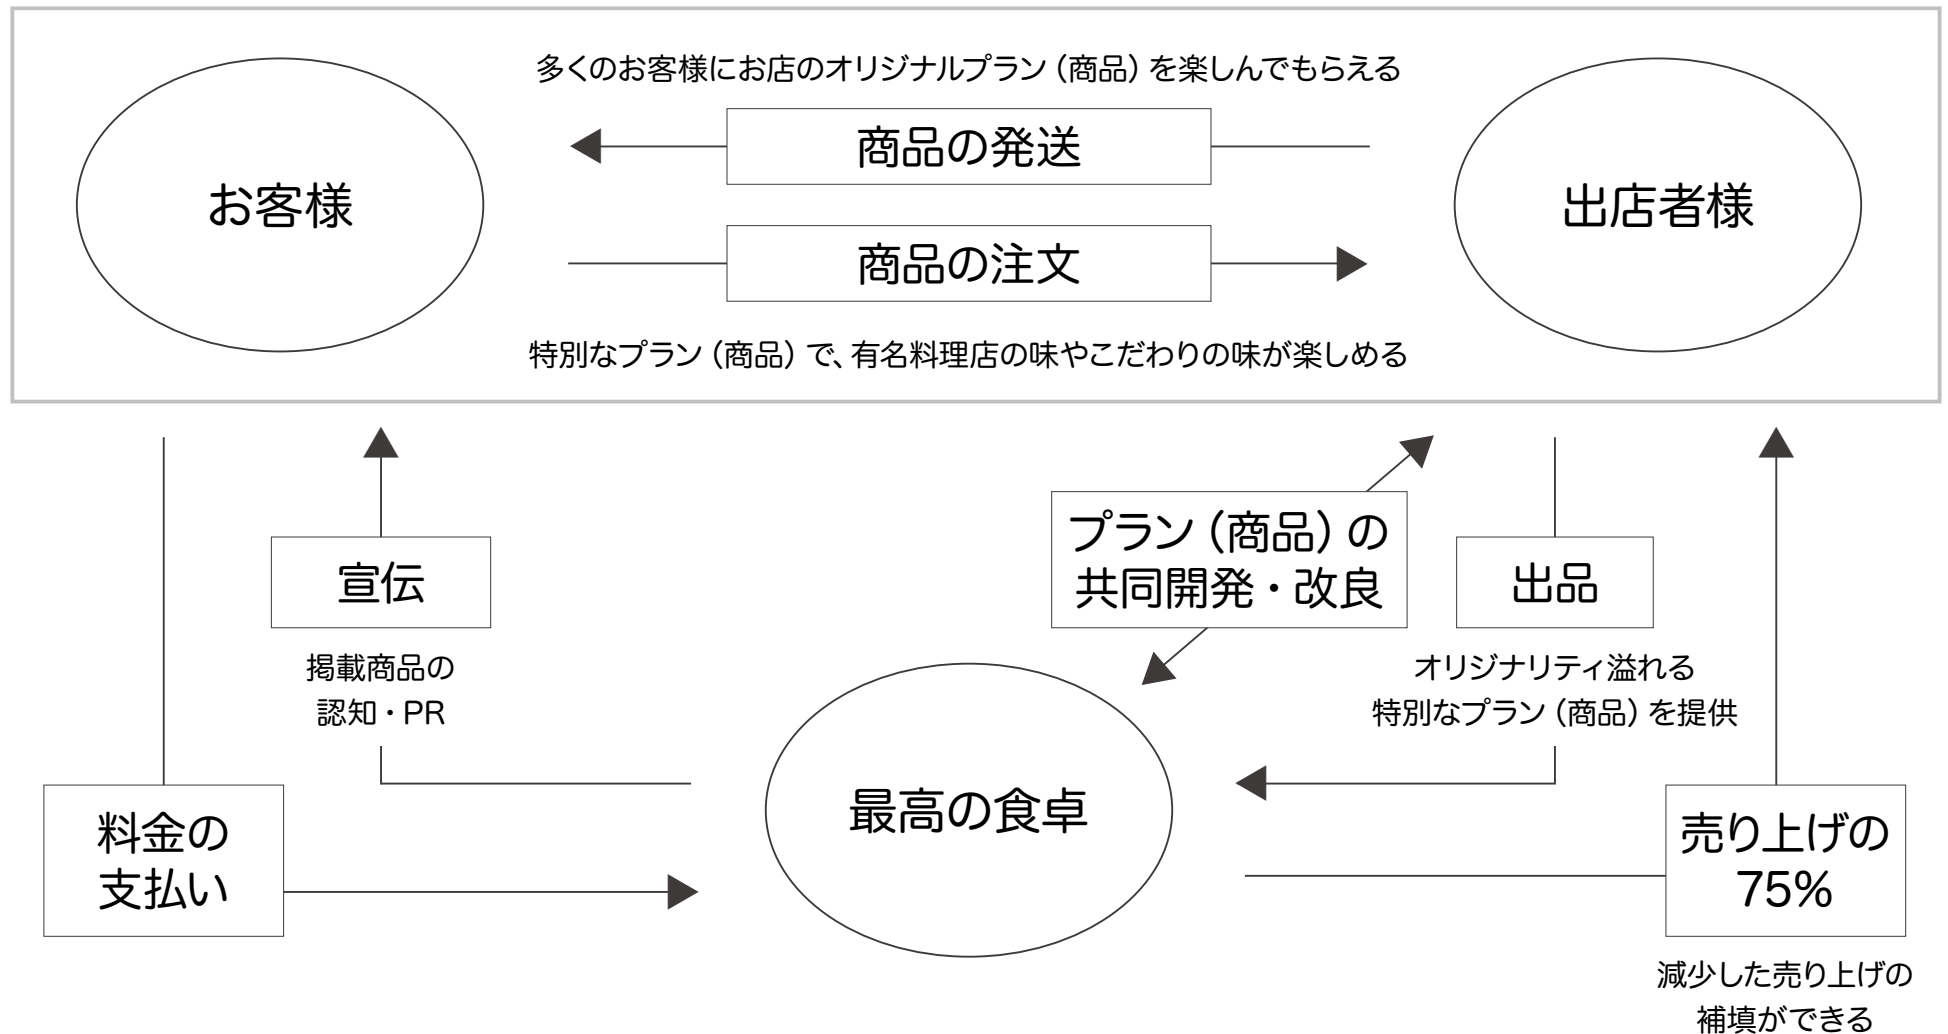 多くのお客様にお店のオリジナルプラン（商品）を楽しんでもらえる
商品の発送
お客様
出店者様
商品の注文
特別なプラン（商品）で、有名料理店の味やこだわりの味が楽しめる
プラン（商品）の
共同開発・改良
宣伝
出品
掲載商品の
認知・PR
オリジナリティ溢れる
特別なプラン（商品）を提供
最高の食卓
料金の
支払い
売り上げの
75%
減少した売り上げの
補填ができる